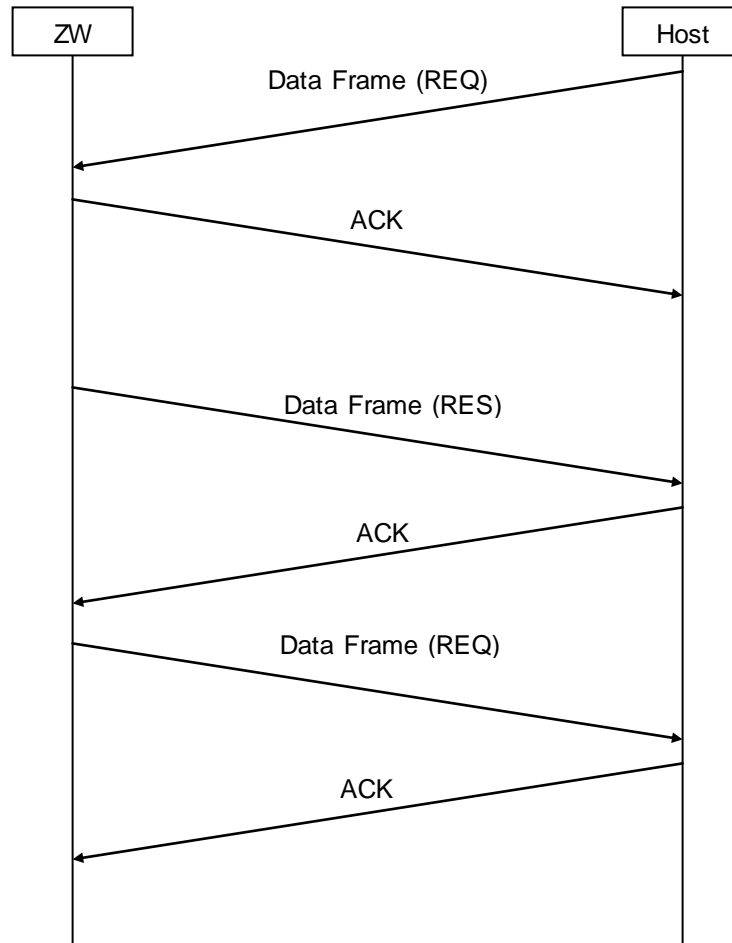 ZW
Host
Data Frame (REQ)
ACK
Data Frame (RES)
ACK
Data Frame (REQ)
ACK